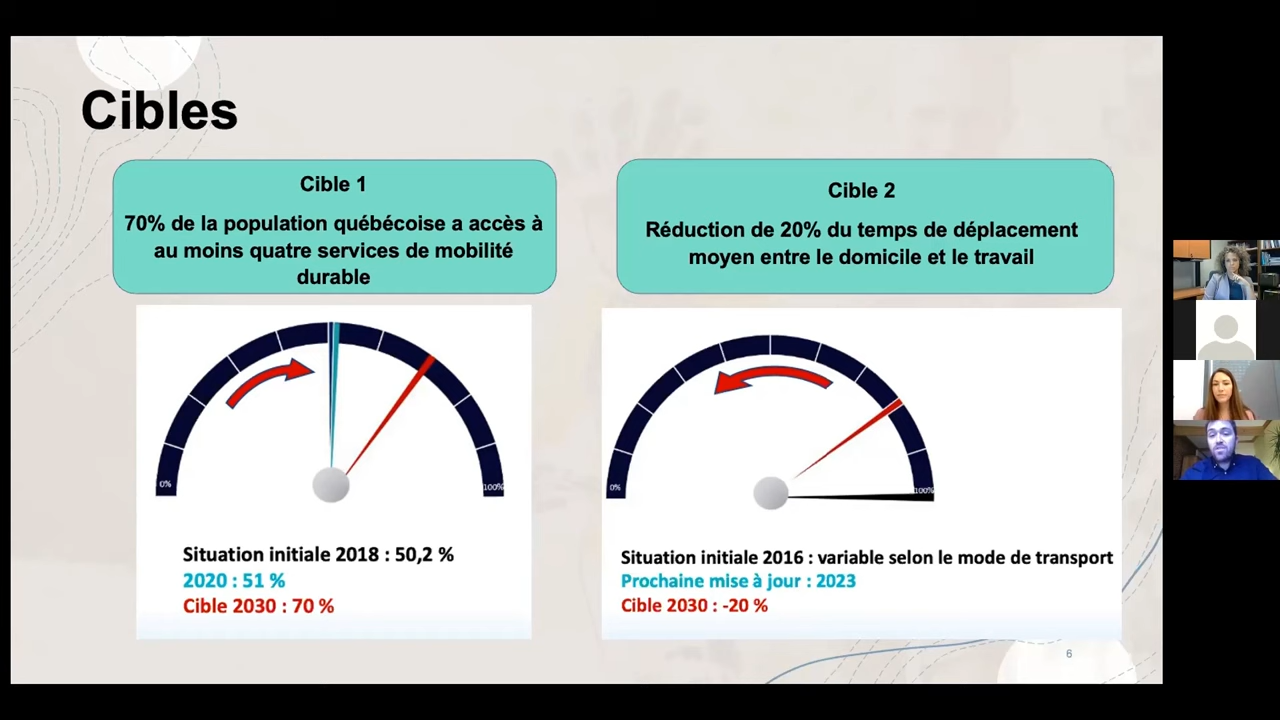 Cibles
Cible 1
70% de la population québécoise a accès à
au moins quatre services de mobilité
durable
0%
100%
Situation initiale 2018 : 50,2 %
2020 : 51 %
Cible 2030 : 70 %
Cible 2
Réduction de 20% du temps de déplacement
moyen entre le domicile et le travail
0%
100%
Situation initiale 2016 : variable selon le mode de transport
Prochaine mise à jour : 2023
Cible 2030 : -20 %
6